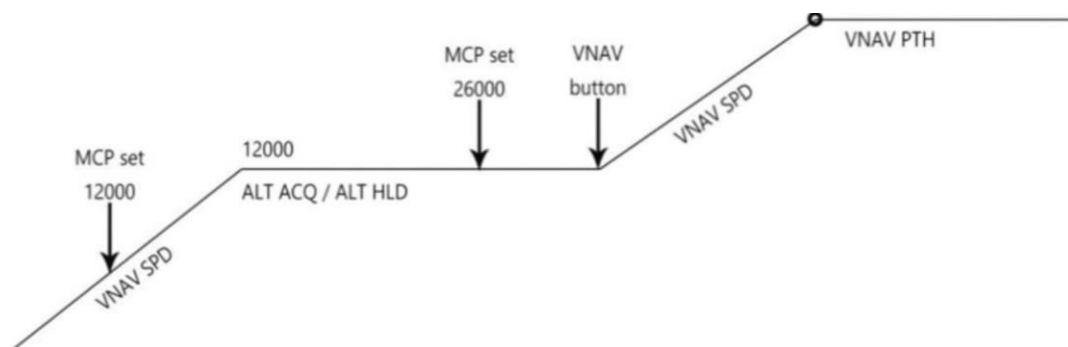 MCP set
12000
VNAV SPD
12000
ALT ACQ / ALT HLD
MCP set
26000
VNAV
button
VNAV SPD
VNAV PTH